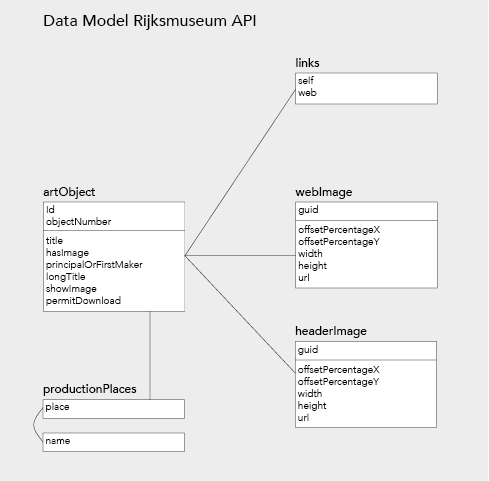 Data Model Rijksmuseum API
links
self
web
artObject
Id
objectNumber
title
hasImage
principalOrFirstMaker
longTitle
showImage
permitDownload
webImage
guid
offsetPercentageX
offsetPercentageY
width
height
url
headerImage
guid
offsetPercentageX
offsetPercentageY
width
height
url
productionPlaces
place
name